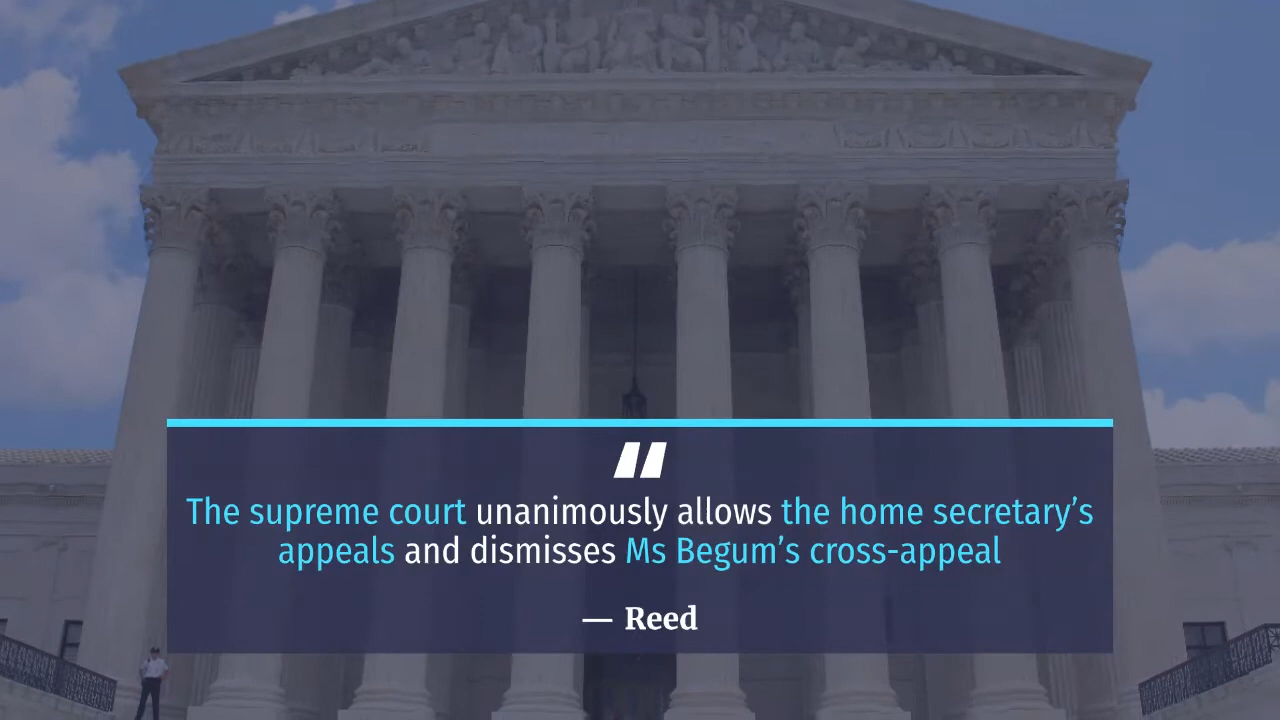 "
The supreme court unanimously allows the home secretary’s
appeals and dismisses Ms Begum’s cross-appeal
— Reed